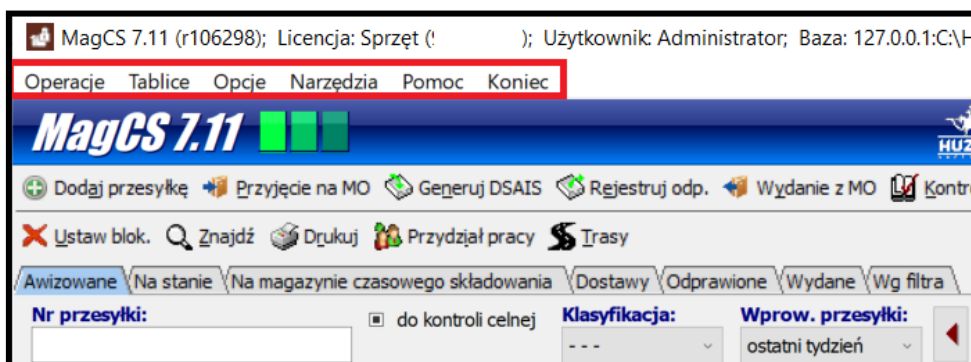 MagCS 7.11 (r106298); Licencja: Sprzęt ( ); Użytkownik: Administrator; Baza: 127.0.0.1:C:\H
Operacje Tablice Opcje Narzędzia Pomoc Koniec
MagCS 7.11 HUZ
Dodaj przesyłkę Przyjęcie na MO Generuj DSAIS Rejestruj odp. Wydanie z MO Kontr
Ustaw blok. Znajdź Drukuj Przydział pracy Trasy
Awizowane Na stanie Na magazynie czasowego składowania Dostawy Odprawione Wydane Wg filtra
Nr przesyłki: do kontroli celnej Klasyfikacja: Wprow. przesyłki:
- - - ostatni tydzień